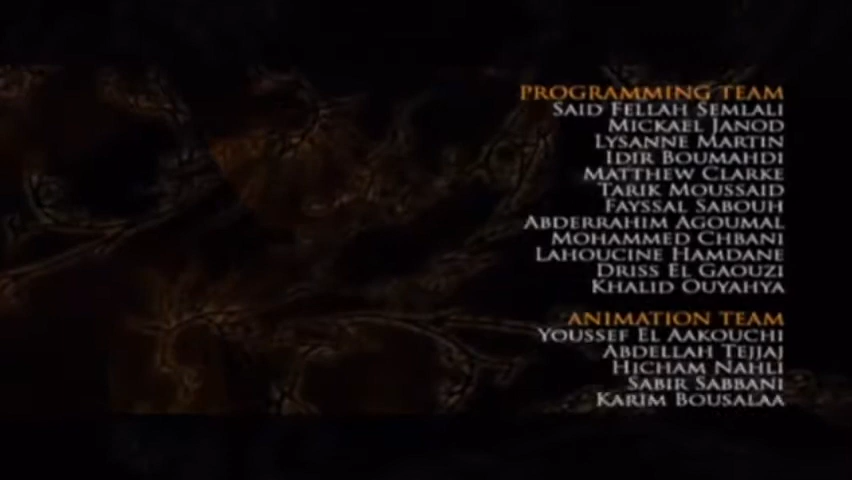 PROGRAMMING TEAM
SAID FELLAH SEMLALI
MICKAEL JANOD
LYSANNE MARTIN
IDIR BOUMAHDI
MATTHEW CLARKE
TARIK MOUSSAID
FAYSSAL SABOUH
ABDERRAHIM AGOUMAL
MOHAMMED CHBANI
LAHOUCINE HAMDANE
DRISS EL GAOUZI
KHALID OUYAHYA
ANIMATION TEAM
YOUSSEF EL AAKOUCHI
ABDELLAH TEJJAJ
HICHAM NAHLI
SABIR SABBANI
KARIM BOUSALAA